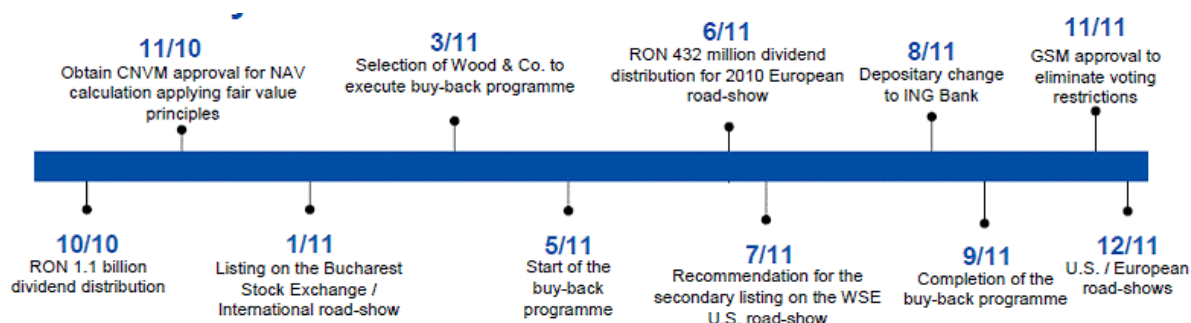 11/10
Obtain CNVM approval for NAV
calculation applying fair value
principles
3/11
Selection of Wood & Co. to
execute buy-back programme
6/11
RON 432 million dividend
distribution for 2010 European
road-show
8/11
Depositary change
to ING Bank
11/11
GSM approval to
eliminate voting
restrictions
10/10
RON 1.1 billion
dividend distribution
1/11
Listing on the Bucharest
Stock Exchange /
International road-show
5/11
Start of the
buy-back
programme
7/11
Recommendation for the
secondary listing on the WSE
U.S. road-show
9/11
Completion of the
buy-back programme
12/11
U.S. / European
road-shows